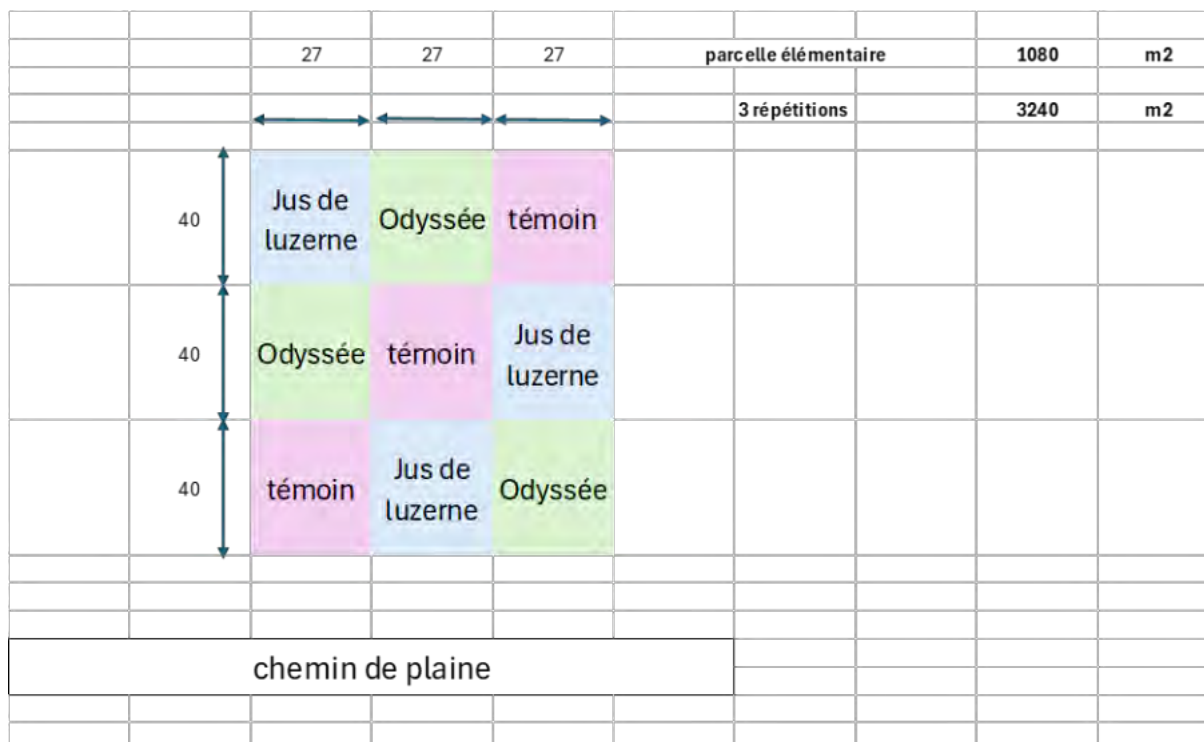 27 27 27 parcelle élémentaire 1080 m2
3 répétitions 3240 m2
40
Jus de
luzerne
Odyssée
témoin
40
Odyssée
témoin
Jus de
luzerne
40
témoin
Jus de
luzerne
Odyssée
chemin de plaine